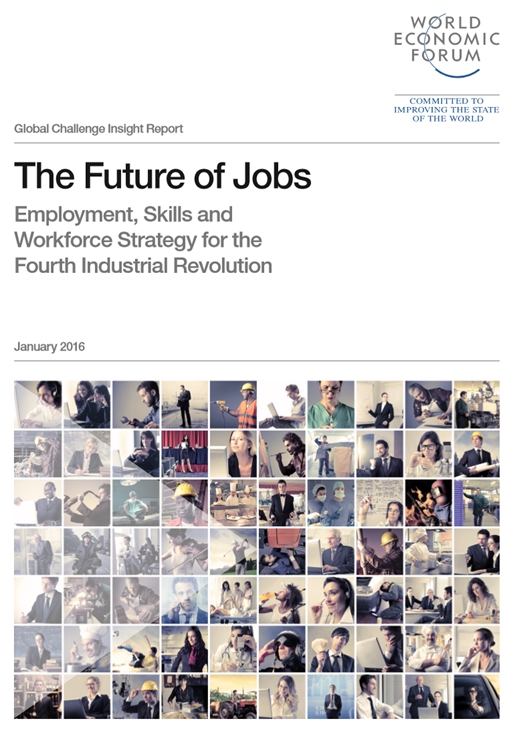 WORLD
ECONOMIC
FORUM
COMMITTED TO
IMPROVING THE STATE
OF THE WORLD
Global Challenge Insight Report
The Future of Jobs
Employment, Skills and
Workforce Strategy for the
Fourth Industrial Revolution
January 2016